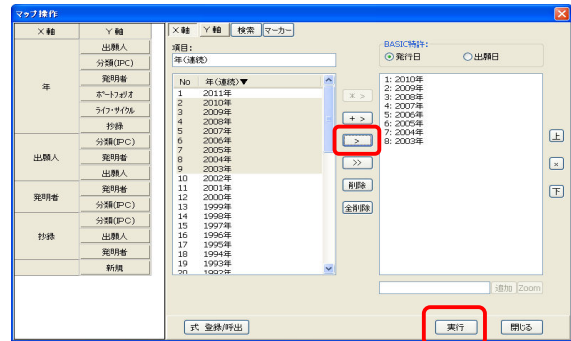 マップ操作
X軸 Y軸
年
出願人
分類(IPC)
発明者
ポートフォリオ
ライフ・サイクル
抄録
出願人
分類(IPC)
発明者
出願人
発明者
発明者
分類(IPC)
抄録
分類(IPC)
出願人
発明者
新規
X軸 Y軸 検索 マーカー
項目:
年(連続)
No 年(連続)▼
1 2011年
2 2010年
3 2009年
4 2008年
5 2007年
6 2006年
7 2005年
8 2004年
9 2003年
10 2002年
11 2001年
12 2000年
13 1999年
14 1998年
15 1997年
16 1996年
17 1995年
18 1994年
19 1993年
20 1992年
* >
+ >
>
>>
削除
全削除
BASIC特許:
発行日 出願日
1: 2010年
2: 2009年
3: 2008年
4: 2007年
5: 2006年
6: 2005年
7: 2004年
8: 2003年
上
×
下
追加 Zoom
式 登録/呼出
実行
閉じる